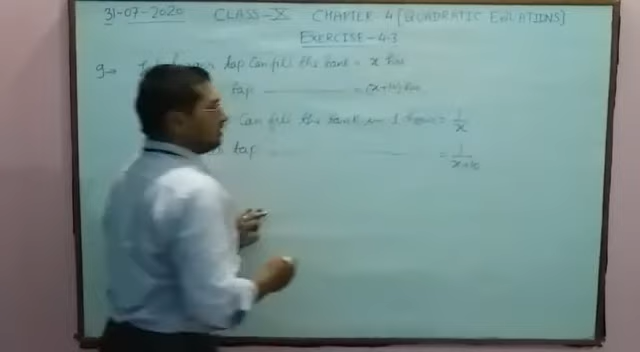 31-07-2020 CLASS-X CHAPTER 4 (QUADRATIC EQUATIONS)
EXERCISE-4.3
9→ tap can fill the tank = x hrs
tap = (x+10) hrs
Can fill the tank in 1 hour = 1/x
tap = 1/x+10